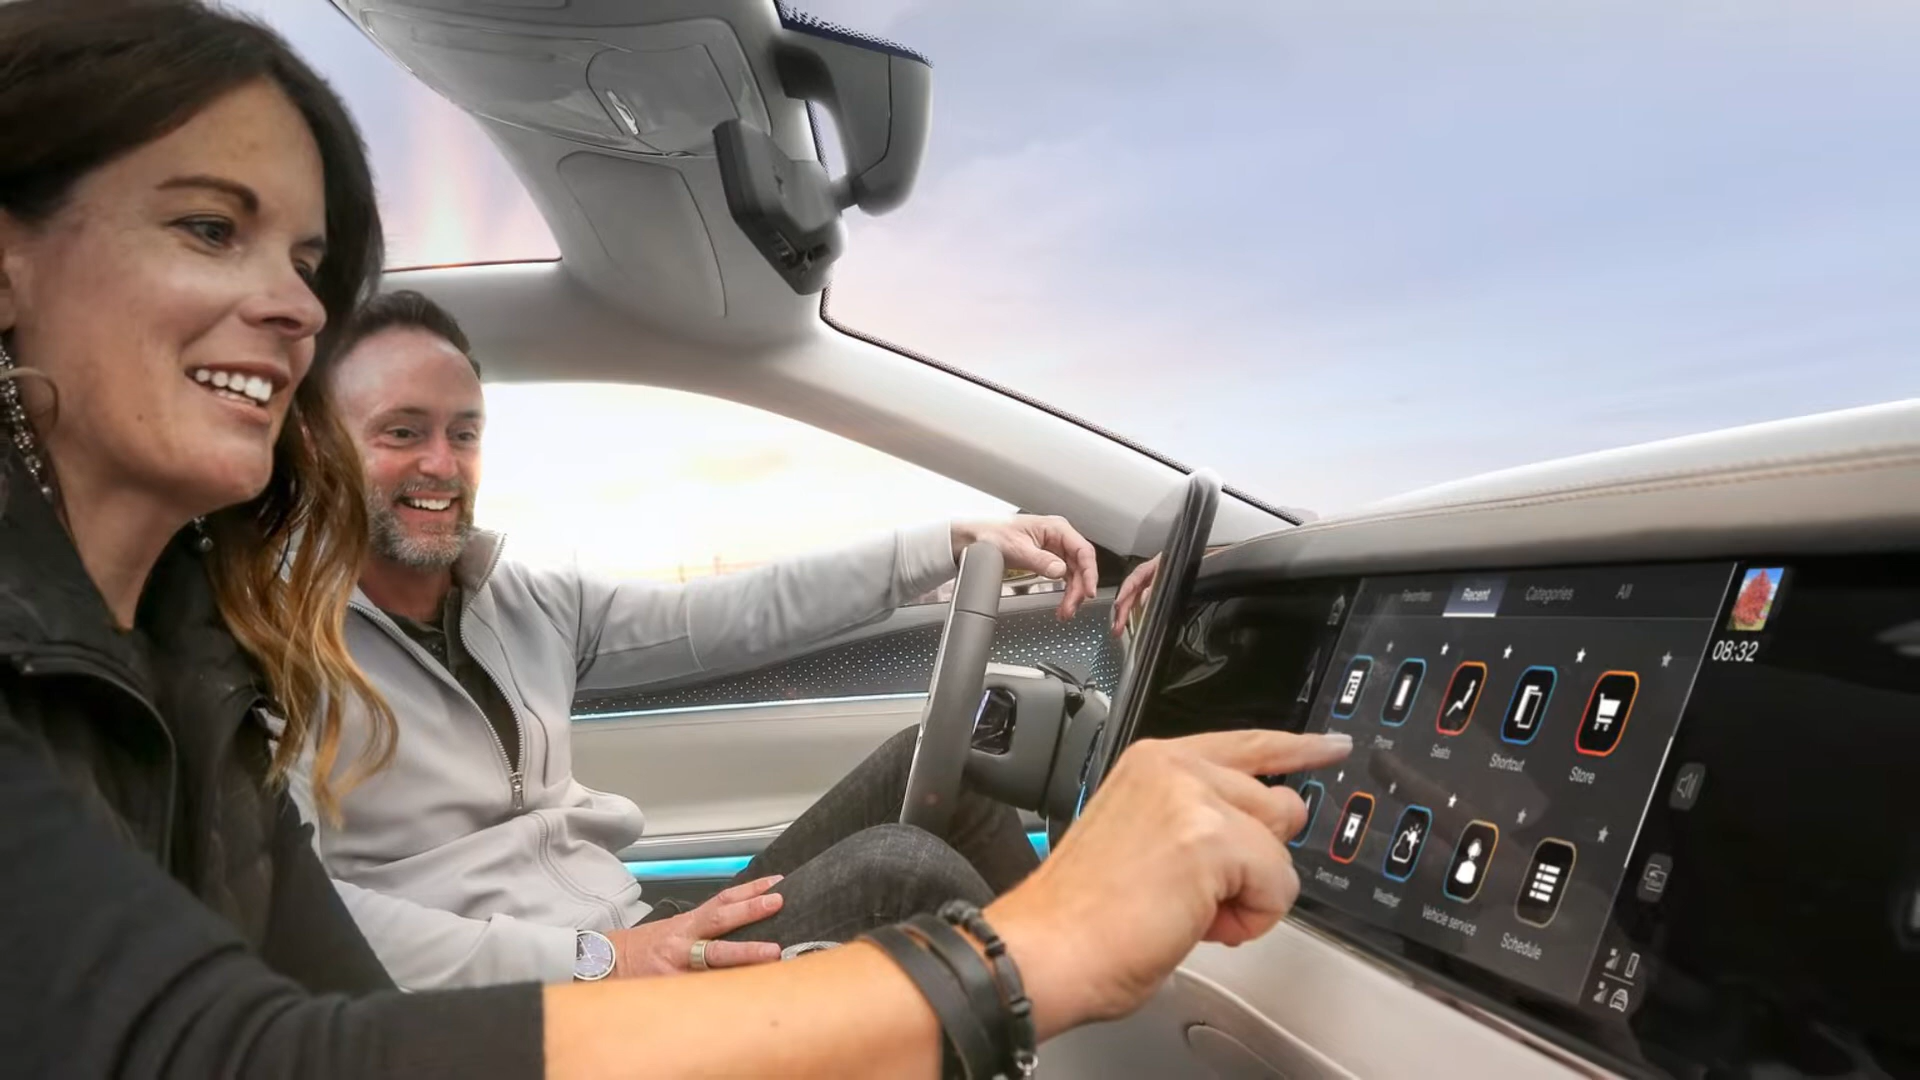 Favorites Recent Categories All
08:32
Phone Seats Shortcut Store
Demo mode Weather Vehicle service Schedule